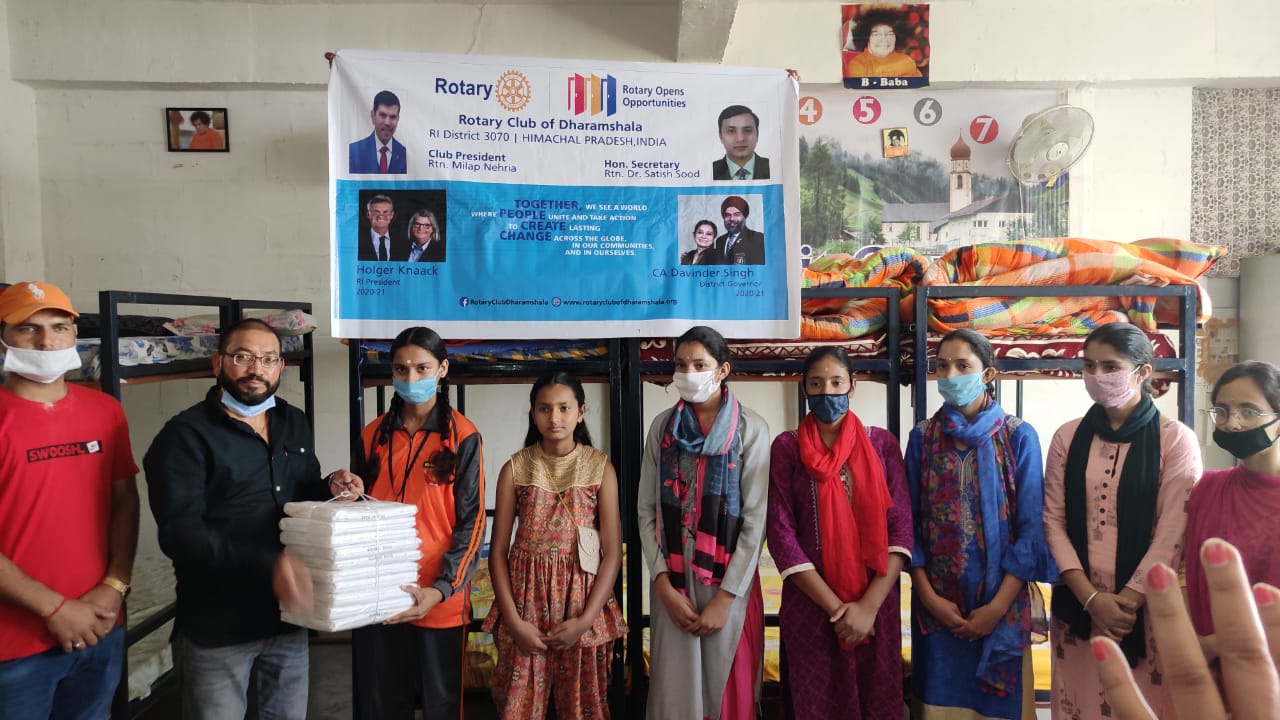 B - Baba
Rotary
Rotary Opens
Opportunities
Rotary Club of Dharamshala
RI District 3070 | HIMACHAL PRADESH,INDIA
Club President
Rtn. Milap Nehria
Hon. Secretary
Rtn. Dr. Satish Sood
TOGETHER, WE SEE A WORLD
WHERE PEOPLE UNITE AND TAKE ACTION
TO CREATE LASTING
CHANGE ACROSS THE GLOBE,
IN OUR COMMUNITIES,
AND IN OURSELVES.
Holger Knaack
RI President
2020-21
CA Davinder Singh
District Governor
2020-21
RotaryClubDharamshala www.rotaryclubofdharamshala.org
4 5 6 7
SWOOSH.